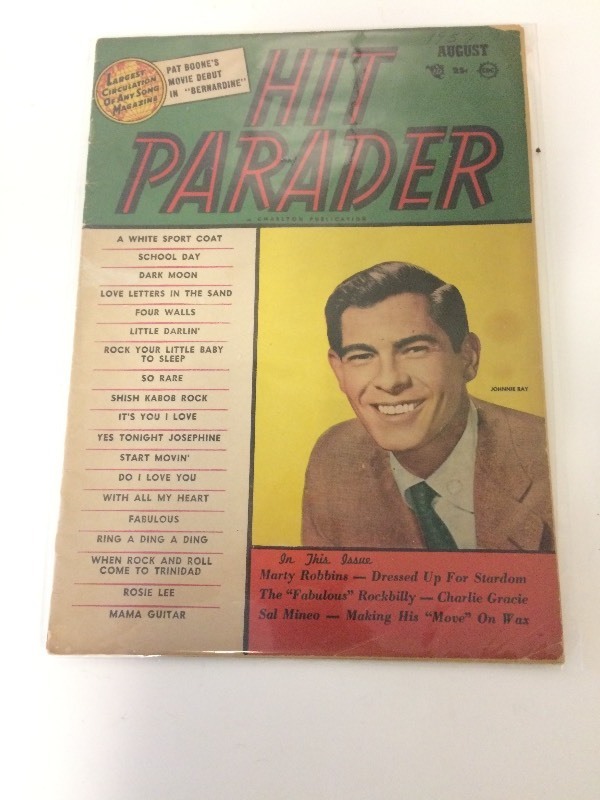 1957
AUGUST
25¢
LARGEST
CIRCULATION
OF ANY SONG
MAGAZINE
PAT BOONE'S
MOVIE DEBUT
IN "BERNARDINE"
HIT
PARADER
A CHARLTON PUBLICATION
A WHITE SPORT COAT
SCHOOL DAY
DARK MOON
LOVE LETTERS IN THE SAND
FOUR WALLS
LITTLE DARLIN'
ROCK YOUR LITTLE BABY
TO SLEEP
SO RARE
SHISH KABOB ROCK
IT'S YOU I LOVE
YES TONIGHT JOSEPHINE
START MOVIN'
DO I LOVE YOU
WITH ALL MY HEART
FABULOUS
RING A DING A DING
WHEN ROCK AND ROLL
COME TO TRINIDAD
ROSIE LEE
MAMA GUITAR
JOHNNIE RAY
In This Issue
Marty Robbins — Dressed Up For Stardom
The "Fabulous" Rockbilly — Charlie Gracie
Sal Mineo — Making His "Move" On Wax